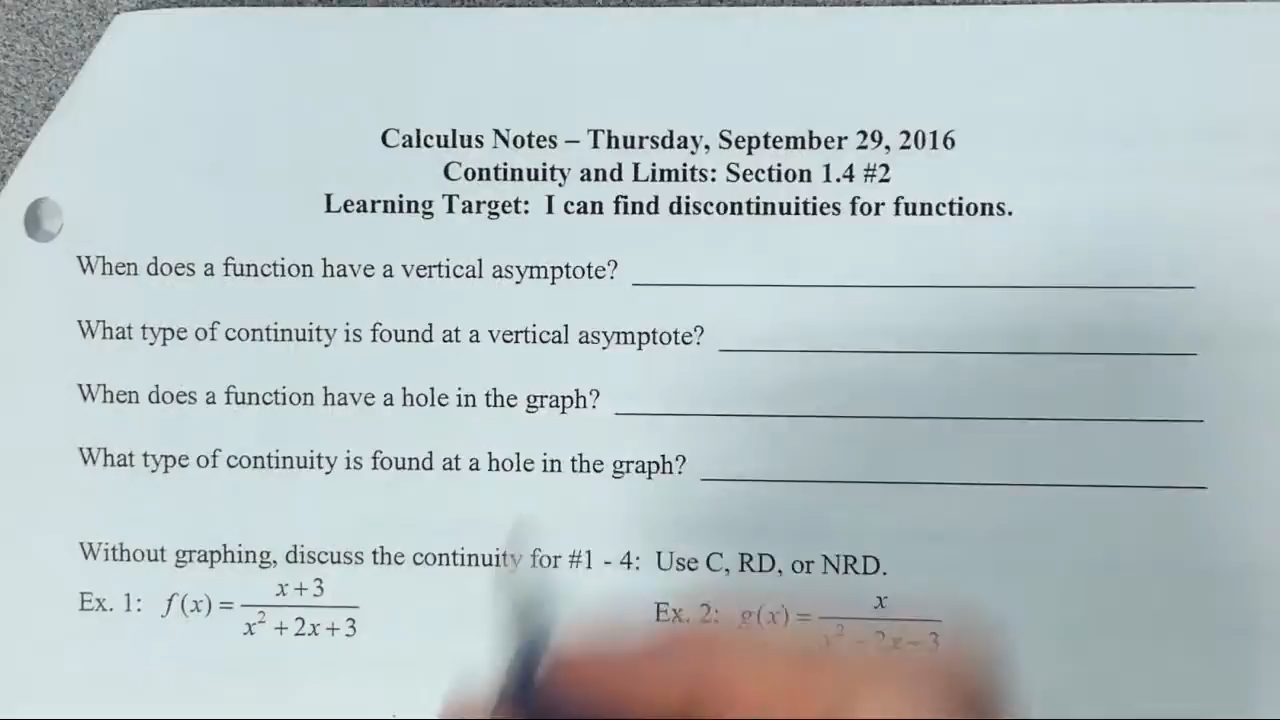 Calculus Notes – Thursday, September 29, 2016
Continuity and Limits: Section 1.4 #2
Learning Target: I can find discontinuities for functions.
When does a function have a vertical asymptote?
What type of continuity is found at a vertical asymptote?
When does a function have a hole in the graph?
What type of continuity is found at a hole in the graph?
Without graphing, discuss the continuity for #1 - 4: Use C, RD, or NRD.
Ex. 1: f(x) = (x+3)/(x² + 2x + 3)
Ex. 2: g(x) = x/(x² - 2x - 3)